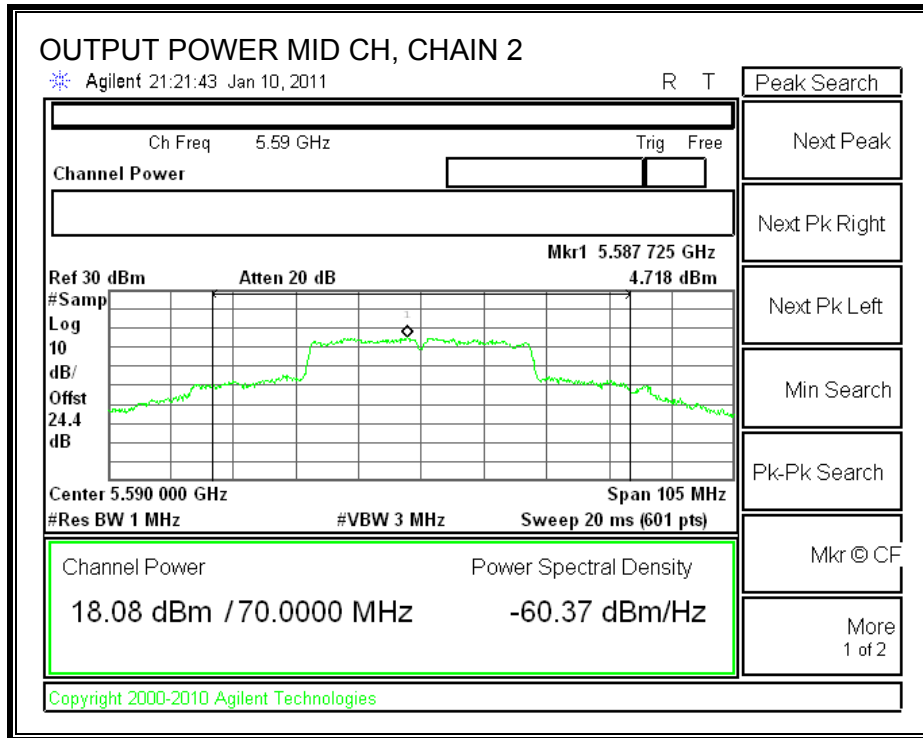 OUTPUT POWER MID CH, CHAIN 2
Agilent 21:21:43 Jan 10, 2011 R T
Peak Search
Ch Freq 5.59 GHz Trig Free
Channel Power
Mkr1 5.587 725 GHz
Ref 30 dBm Atten 20 dB 4.718 dBm
#Samp
Log
10
dB/
Offst
24.4
dB
1
Center 5.590 000 GHz Span 105 MHz
#Res BW 1 MHz #VBW 3 MHz Sweep 20 ms (601 pts)
Channel Power Power Spectral Density
18.08 dBm / 70.0000 MHz -60.37 dBm/Hz
Next Peak
Next Pk Right
Next Pk Left
Min Search
Pk-Pk Search
Mkr © CF
More
1 of 2
Copyright 2000-2010 Agilent Technologies